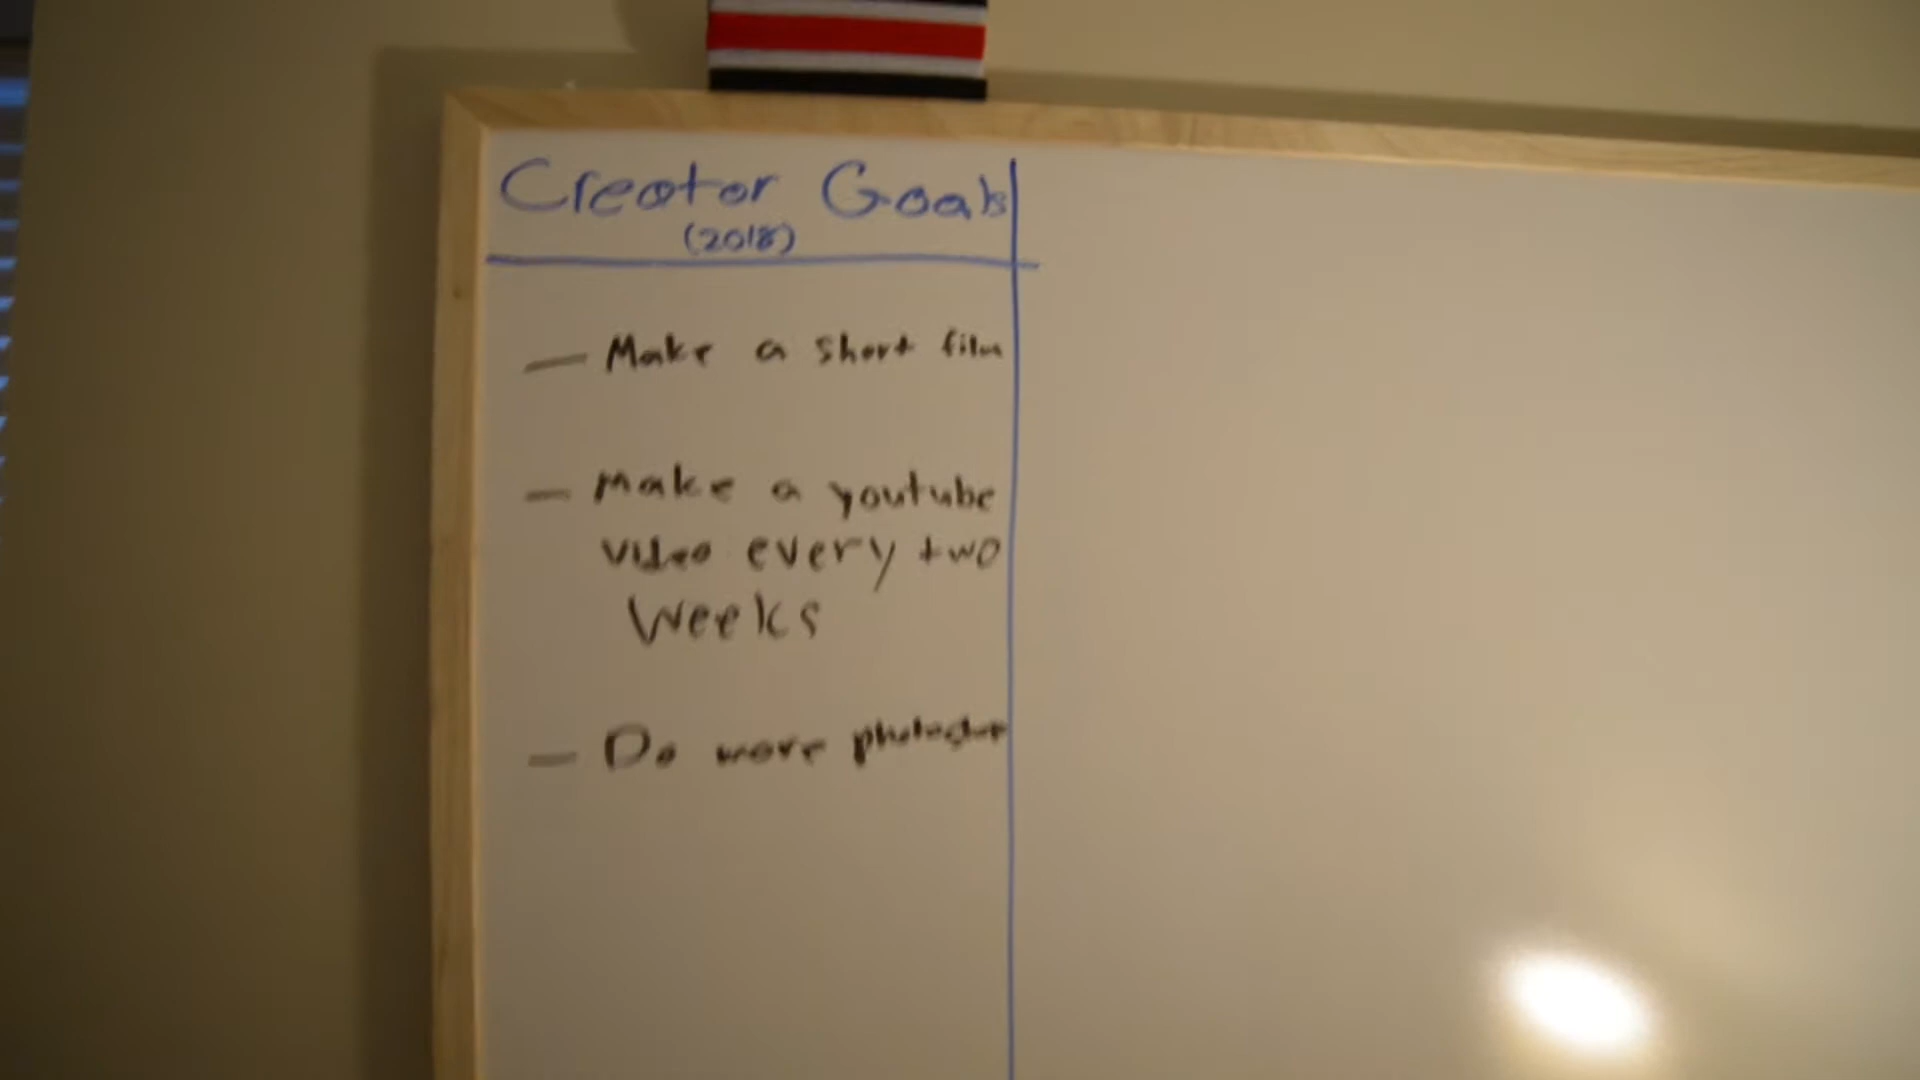 Creator Goals
(2018)
— Make a short film
— Make a youtube
video every two
weeks
— Do more